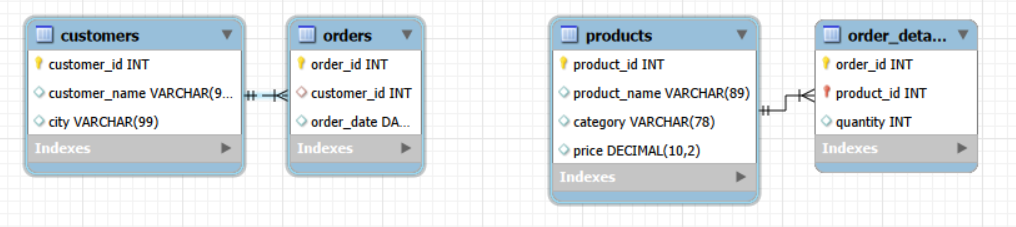 customers
customer_id INT
customer_name VARCHAR(9...
city VARCHAR(99)
Indexes
orders
order_id INT
customer_id INT
order_date DA...
Indexes
products
product_id INT
product_name VARCHAR(89)
category VARCHAR(78)
price DECIMAL(10,2)
Indexes
order_deta...
order_id INT
product_id INT
quantity INT
Indexes